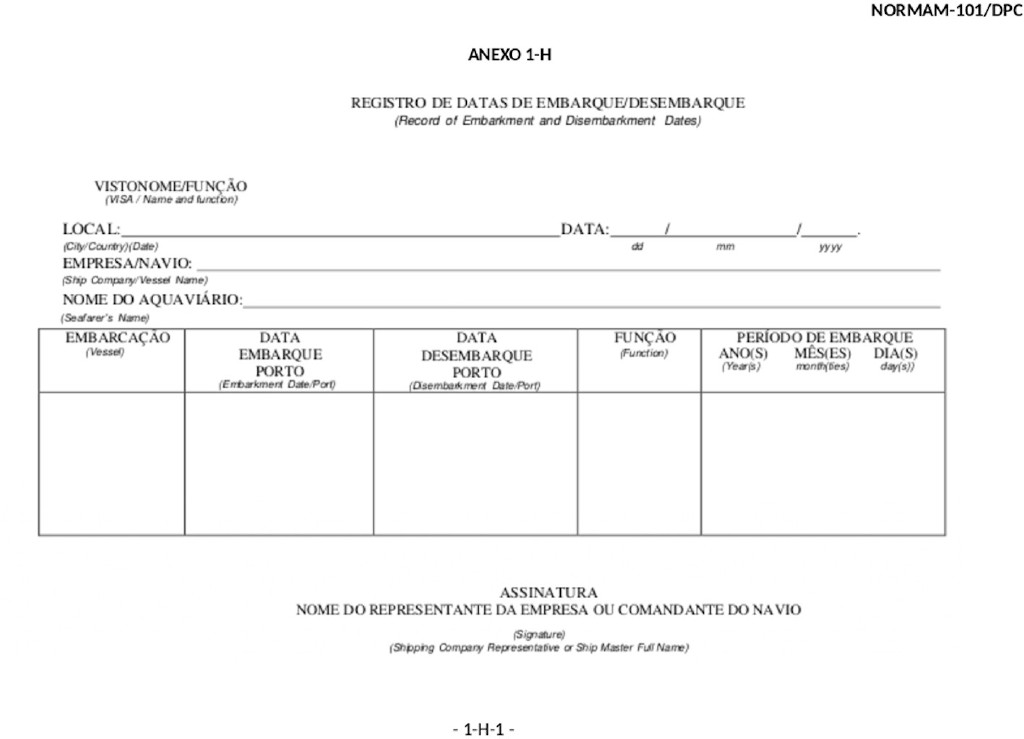 NORMAM-101/DPC
ANEXO 1-H
REGISTRO DE DATAS DE EMBARQUE/DESEMBARQUE
(Record of Embarkment and Disembarkment Dates)
VISTONOME/FUNÇÃO
(VISA / Name and function)
LOCAL:____________________DATA:______/______________/______.
(City/Country)(Date) dd mm yyyy
EMPRESA/NAVIO: ____________________
(Ship Company/Vessel Name)
NOME DO AQUAVIÁRIO:____________________
(Seafarer's Name)
EMBARCAÇÃO
(Vessel)
DATA
EMBARQUE
PORTO
(Embarkment Date/Port)
DATA
DESEMBARQUE
PORTO
(Disembarkment Date/Port)
FUNÇÃO
(Function)
PERÍODO DE EMBARQUE
ANO(S) MÊS(ES) DIA(S)
(Year(s) month(ties) day(s))
ASSINATURA
NOME DO REPRESENTANTE DA EMPRESA OU COMANDANTE DO NAVIO
(Signature)
(Shipping Company Representative or Ship Master Full Name)
- 1-H-1 -